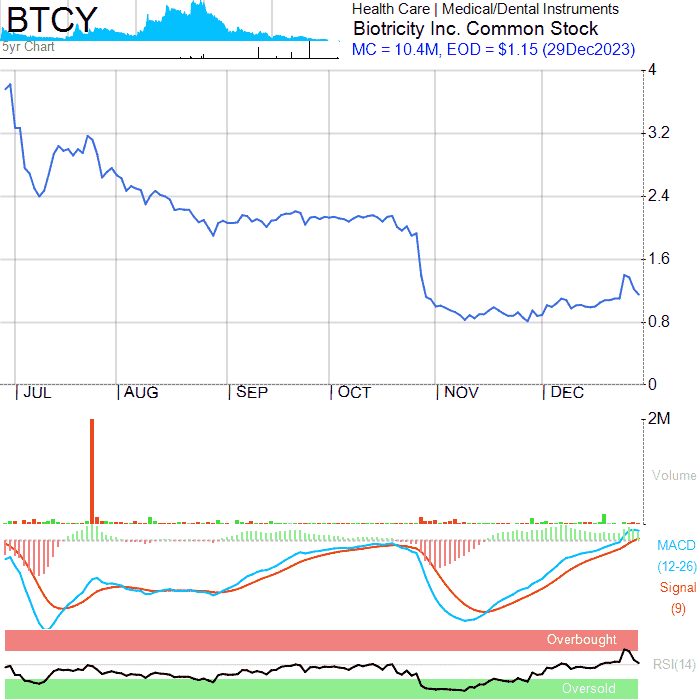 BTCY
5yr Chart
Health Care | Medical/Dental Instruments
Biotricity Inc. Common Stock
MC = 10.4M, EOD = $1.15 (29Dec2023)
4
3.2
2.4
1.6
0.8
0
JUL AUG SEP OCT NOV DEC
2M
Volume
MACD
(12-26)
Signal
(9)
Overbought
RSI(14)
Oversold